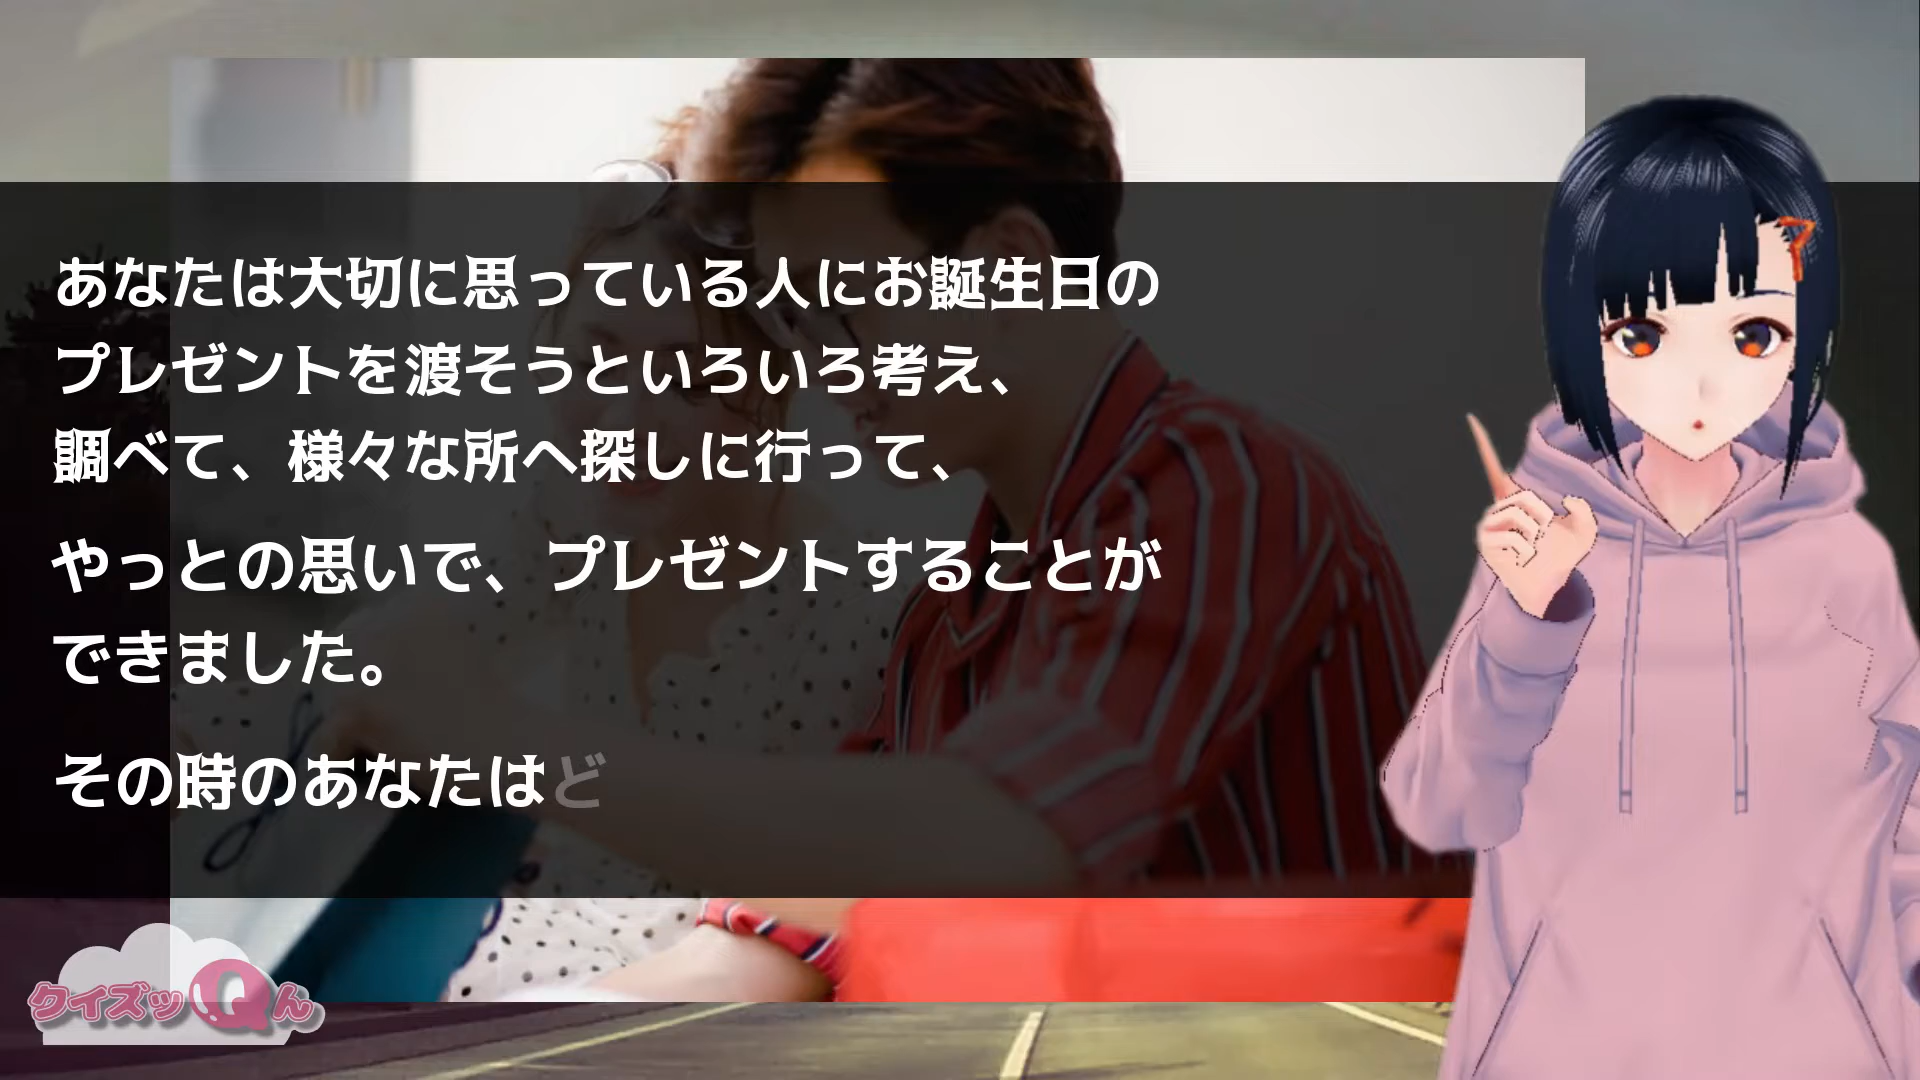 あなたは大切に思っている人にお誕生日の
プレゼントを渡そうといろいろ考え、
調べて、様々な所へ探しに行って、
やっとの思いで、プレゼントすることが
できました。
その時のあなたはど
クイズッQん